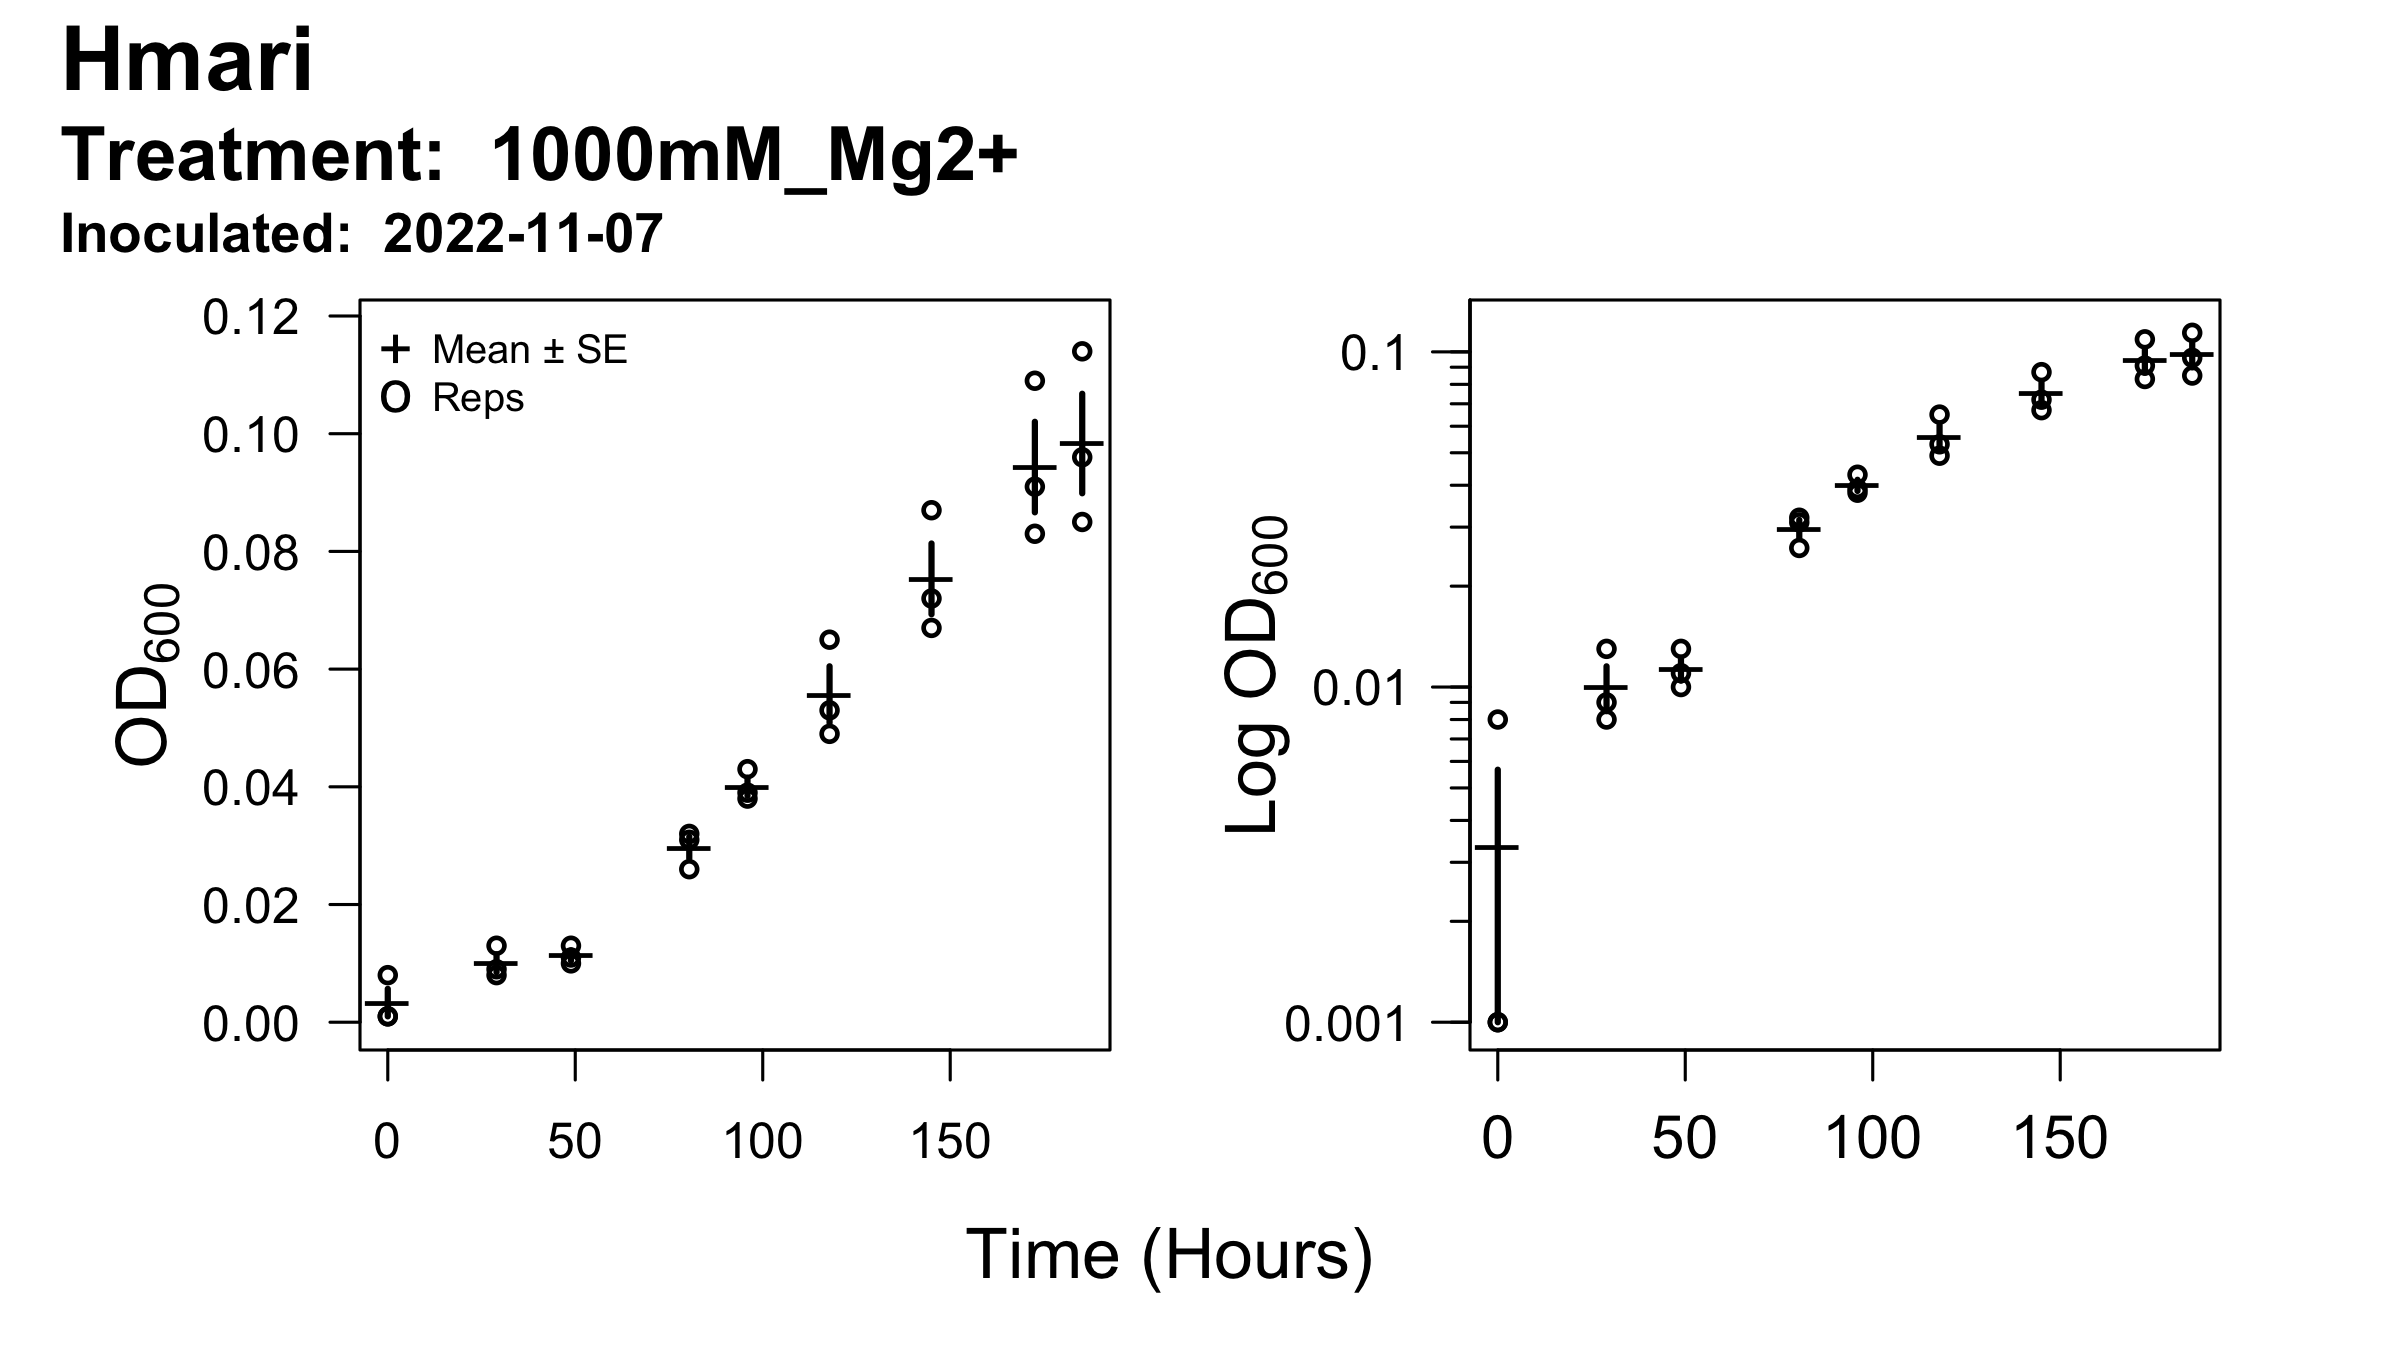 Hmari
Treatment:  1000mM_Mg2+
Inoculated:  2022-11-07
OD600
0.12
0.10
0.08
0.06
0.04
0.02
0.00
Mean ± SE
Reps
0
50
100
150
Log OD600
0.1
0.01
0.001
0
50
100
150
Time (Hours)